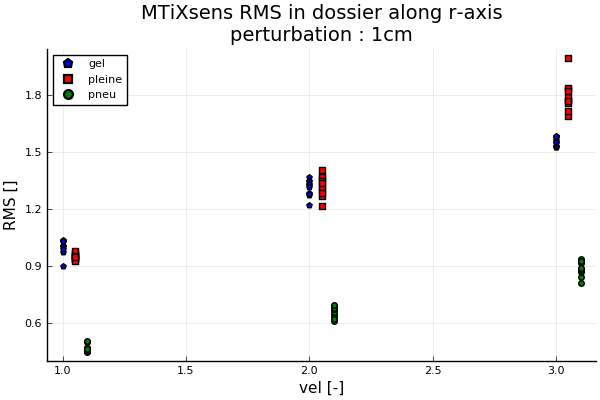 MTiXsens RMS in dossier along r-axis
perturbation : 1cm
gel
pleine
pneu
RMS []
1.8
1.5
1.2
0.9
0.6
1.0
1.5
2.0
2.5
3.0
vel [-]